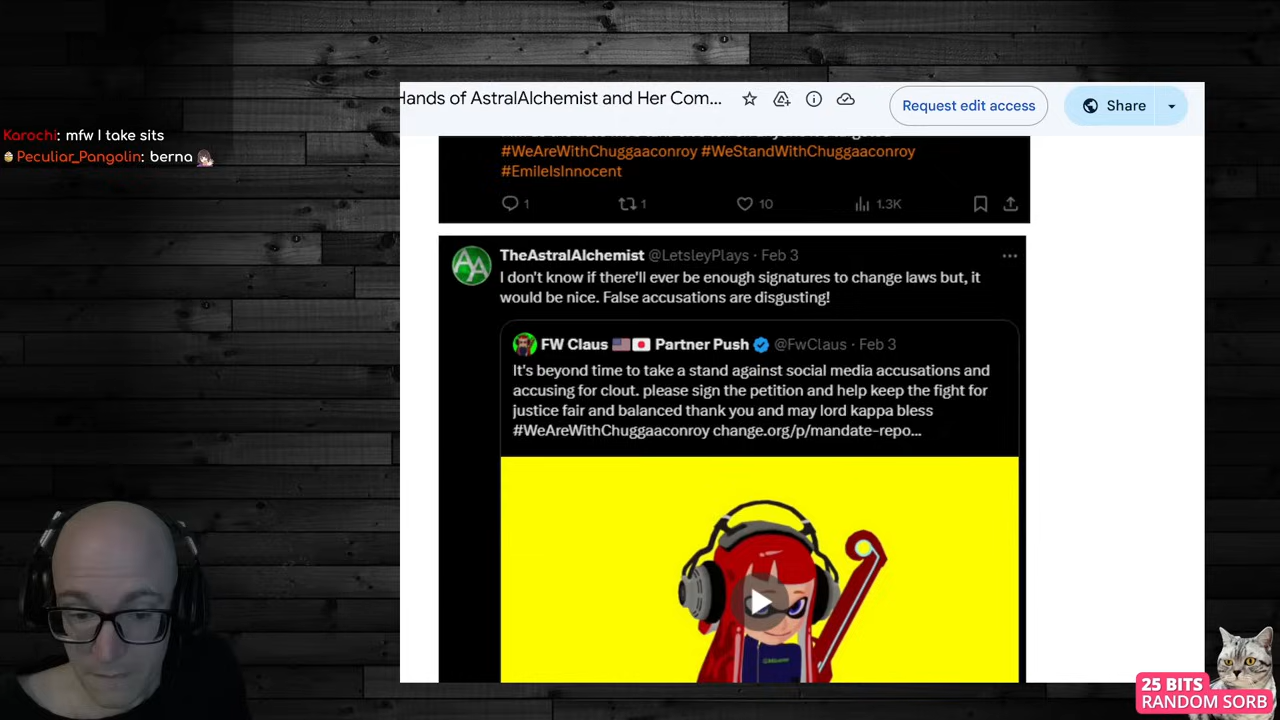 Hands of AstralAlchemist and Her Com...
Request edit access
Share
Karochi: mfw I take sits
Peculiar_Pangolin: berna
#WeAreWithChuggaaconroy #WeStandWithChuggaaconroy
#EmileIsInnocent
1 1 10 1.3K
TheAstralAlchemist @LetsleyPlays · Feb 3
I don't know if there'll ever be enough signatures to change laws but, it
would be nice. False accusations are disgusting!
FW Claus 🇺🇸🇯🇵 Partner Push @FwClaus · Feb 3
It's beyond time to take a stand against social media accusations and
accusing for clout. please sign the petition and help keep the fight for
justice fair and balanced thank you and may lord kappa bless
#WeAreWithChuggaaconroy change.org/p/mandate-repo...
25 BITS
RANDOM SORB